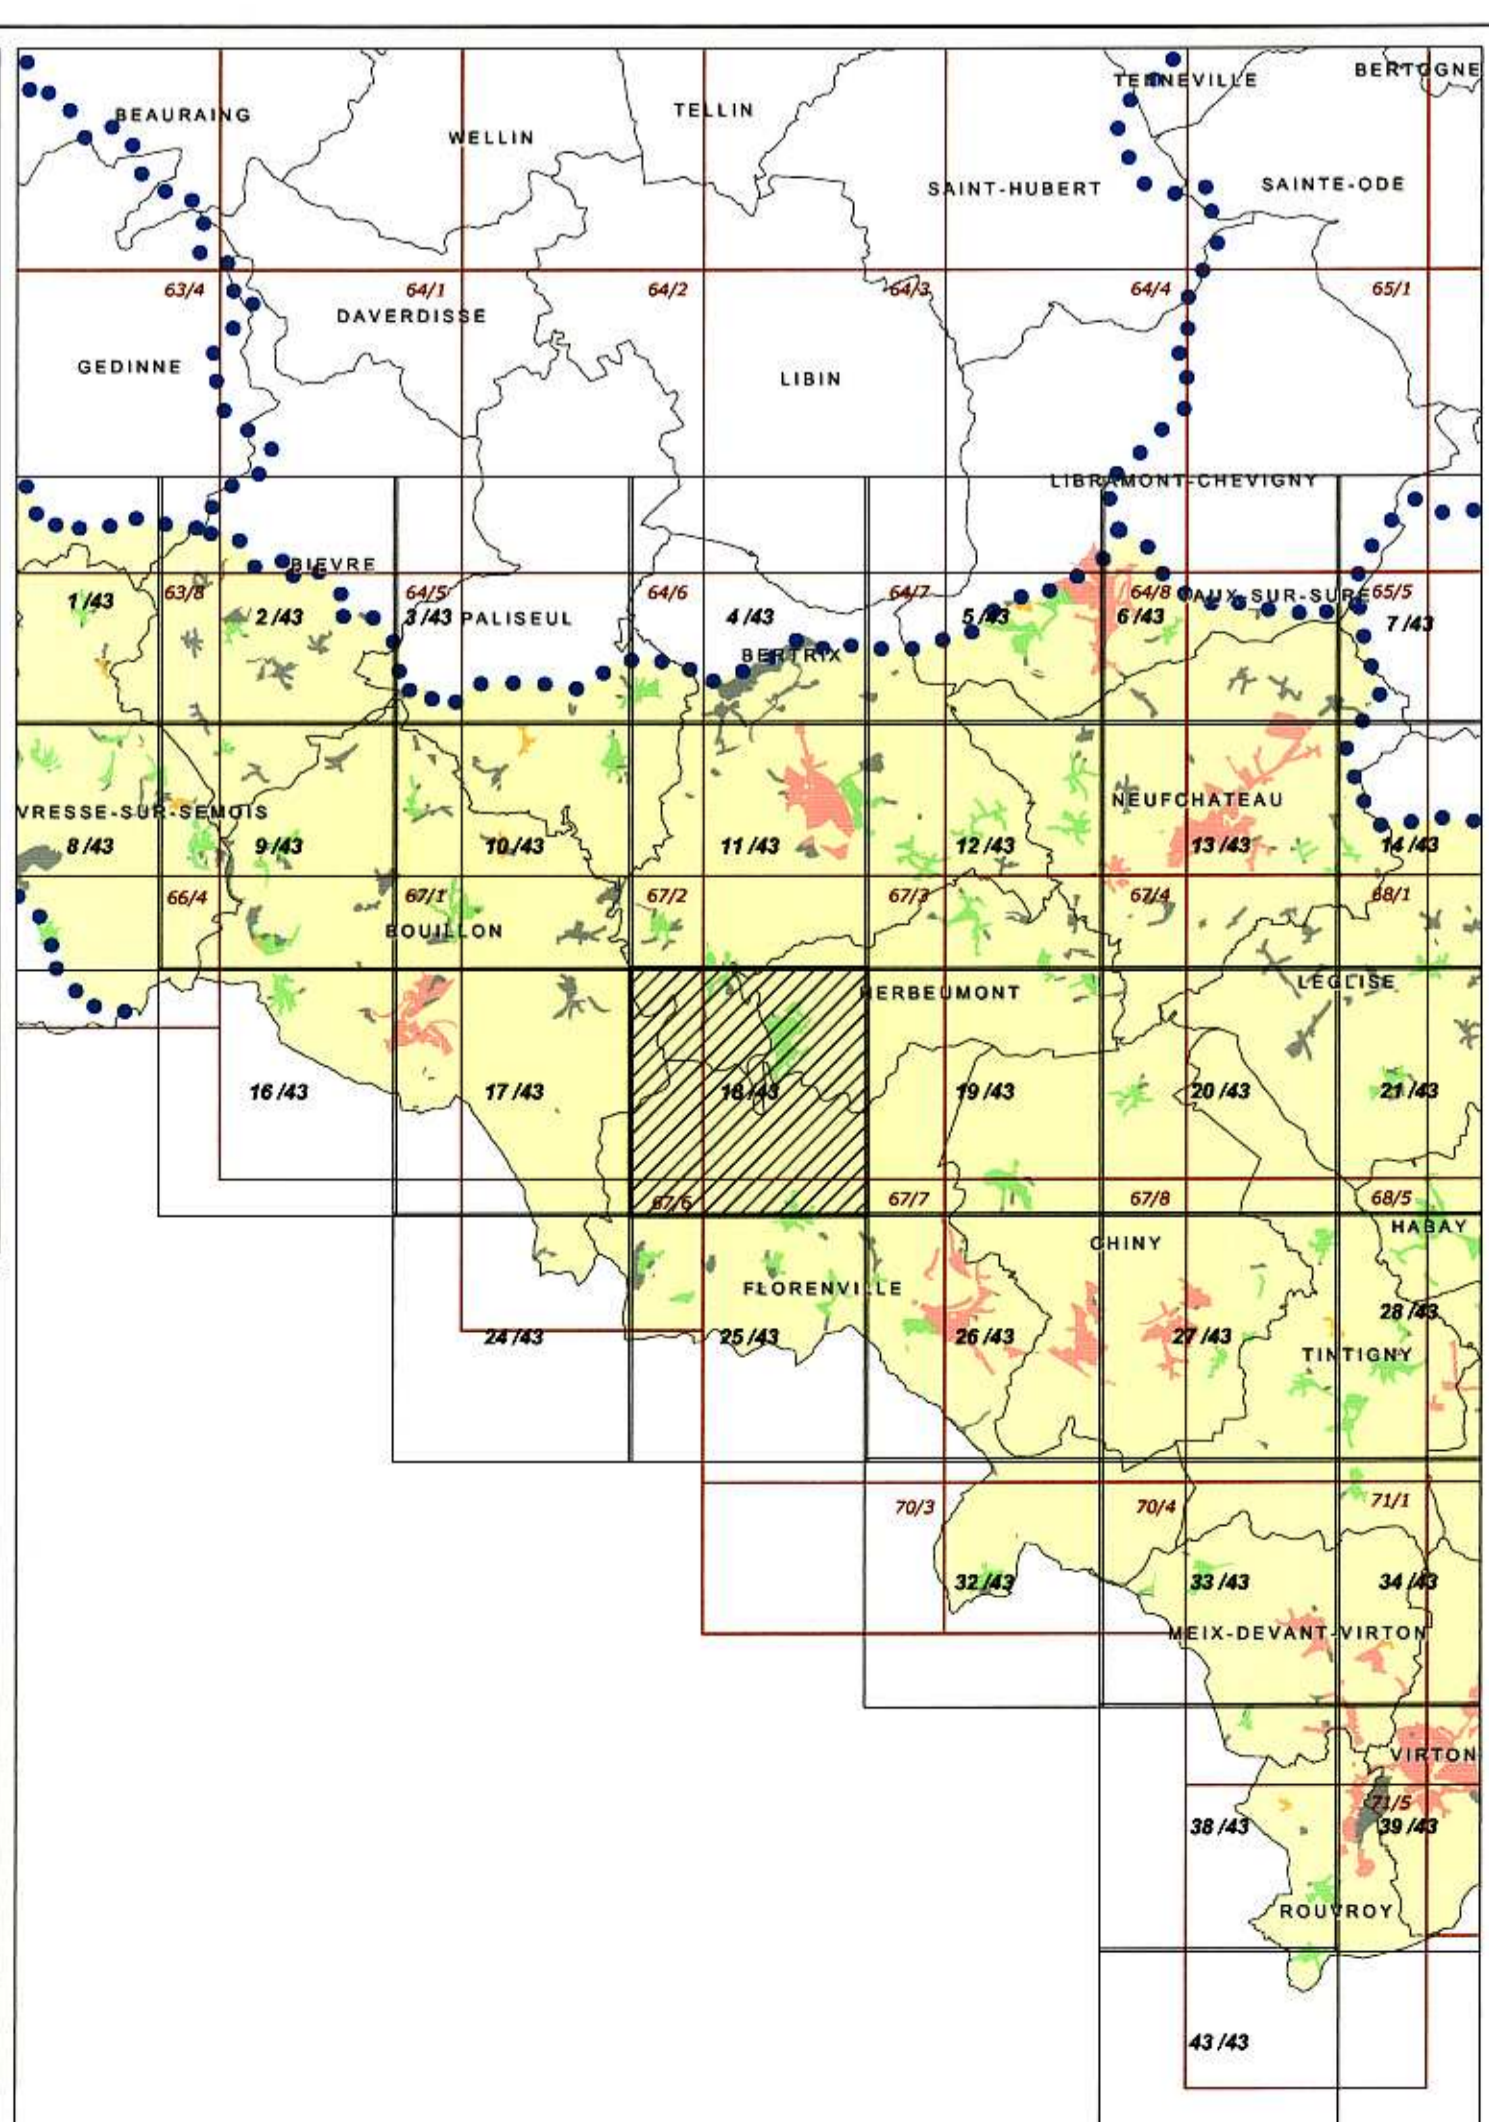 BERTOGNE
TENNEVILLE
BEAURAING
TELLIN
WELLIN
SAINT-HUBERT
SAINTE-ODE
63/4
64/1
64/2
64/3
64/4
65/1
DAVERDISSE
GEDINNE
LIBIN
LIBRAMONT-CHEVIGNY
BIEVRE
63/8
64/5
64/6
64/7
64/8
65/5
1 /43
2 /43
3 /43
PALISEUL
4 /43
5 /43
6 /43
AUX-SUR-SURE
7 /43
BERTRIX
VRESSE-SUR-SEMOIS
NEUFCHATEAU
8 /43
9 /43
10 /43
11 /43
12 /43
13 /43
14 /43
66/4
67/1
67/2
67/3
67/4
68/1
BOUILLON
LEGLISE
HERBEUMONT
16 /43
17 /43
18 /43
19 /43
20 /43
21 /43
67/6
67/7
67/8
68/5
HABAY
CHINY
FLORENVILLE
24 /43
25 /43
26 /43
27 /43
28 /43
TINTIGNY
70/3
70/4
71/1
32 /43
33 /43
34 /43
MEIX-DEVANT-VIRTON
VIRTON
71/5
38 /43
39 /43
ROUVROY
43 /43